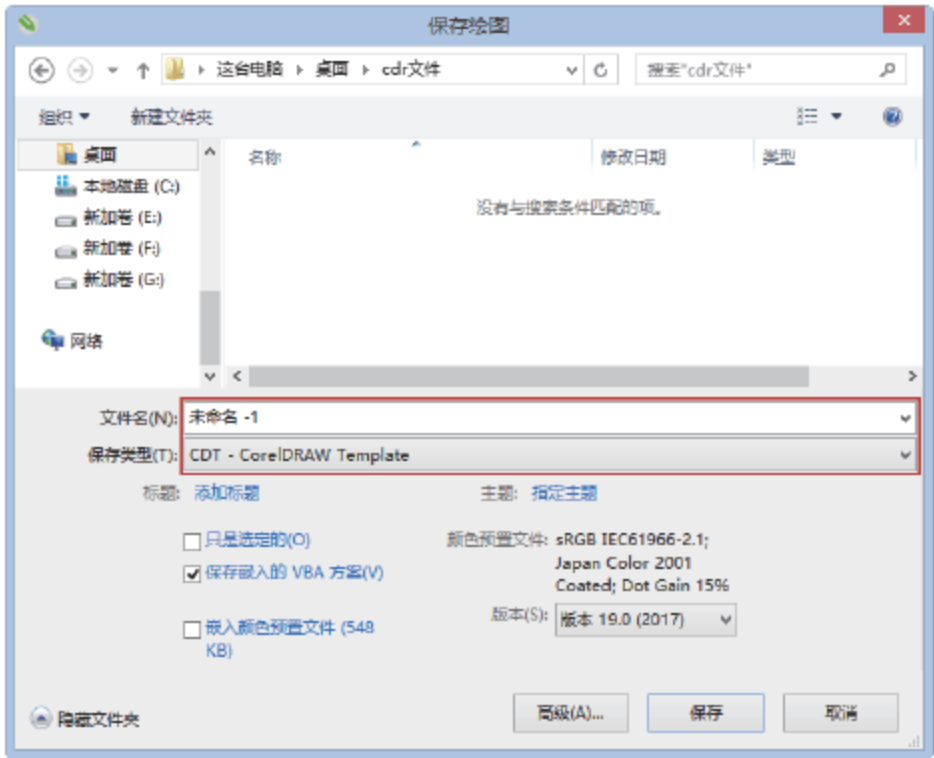 保存绘图
这台电脑 桌面 cdr文件
搜索"cdr文件"
组织 新建文件夹
桌面
名称 修改日期 类型
本地磁盘 (C:)
没有与搜索条件匹配的项。
新加卷 (E:)
新加卷 (F:)
新加卷 (G:)
网络
文件名(N): 未命名 -1
保存类型(T): CDT - CorelDRAW Template
标题: 添加标题
主题: 指定主题
只是选定的(O)
保存嵌入的 VBA 方案(V)
嵌入颜色预置文件 (548
KB)
颜色预置文件: sRGB IEC61966-2.1;
Japan Color 2001
Coated; Dot Gain 15%
版本(S): 版本 19.0 (2017)
隐藏文件夹
高级(A)... 保存 取消